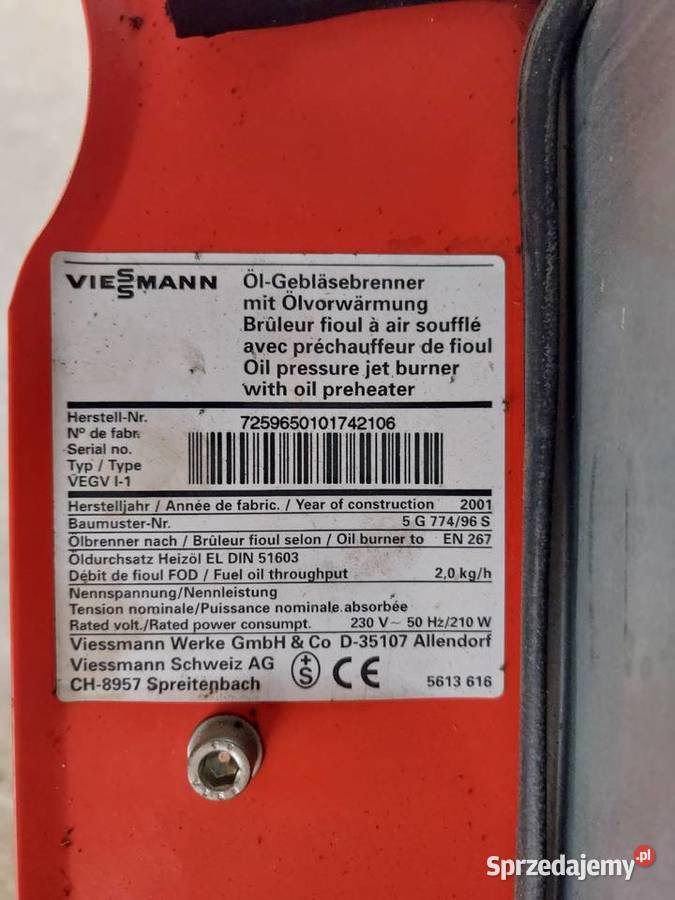 VIESSMANN
Öl-Gebläsebrenner
mit Ölvorwärmung
Brûleur fioul à air soufflé
avec préchauffeur de fioul
Oil pressure jet burner
with oil preheater
Herstell-Nr.
N° de fabr.
Serial no.
Typ / Type
VEGV I-1
7259650101742106
Herstelljahr / Année de fabric. / Year of construction 2001
Baumuster-Nr. 5 G 774/96 S
Ölbrenner nach / Brûleur fioul selon / Oil burner to EN 267
Öldurchsatz Heizöl EL DIN 51603
Débit de fioul FOD / Fuel oil throughput 2,0 kg/h
Nennspannung/Nennleistung
Tension nominale/Puissance nominale absorbée
Rated volt./Rated power consumpt. 230 V~ 50 Hz/210 W
Viessmann Werke GmbH & Co D-35107 Allendorf
Viessmann Schweiz AG
CH-8957 Spreitenbach
+S CE
5613 616
Sprzedajemy.pl